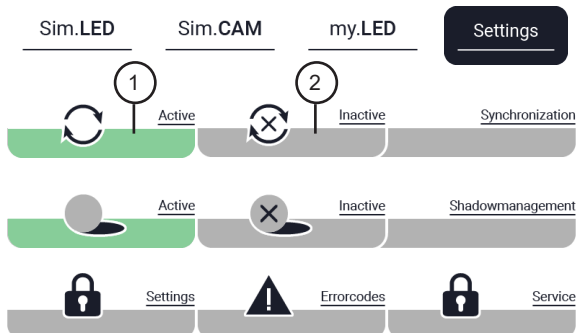 Sim.LED Sim.CAM my.LED Settings
1 2
Active Inactive Synchronization
Active Inactive Shadowmanagement
Settings Errorcodes Service